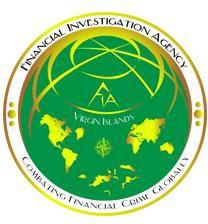 FINANCIAL INVESTIGATION AGENCY
FIA
VIRGIN ISLANDS
COMBATING FINANCIAL CRIME GLOBALLY